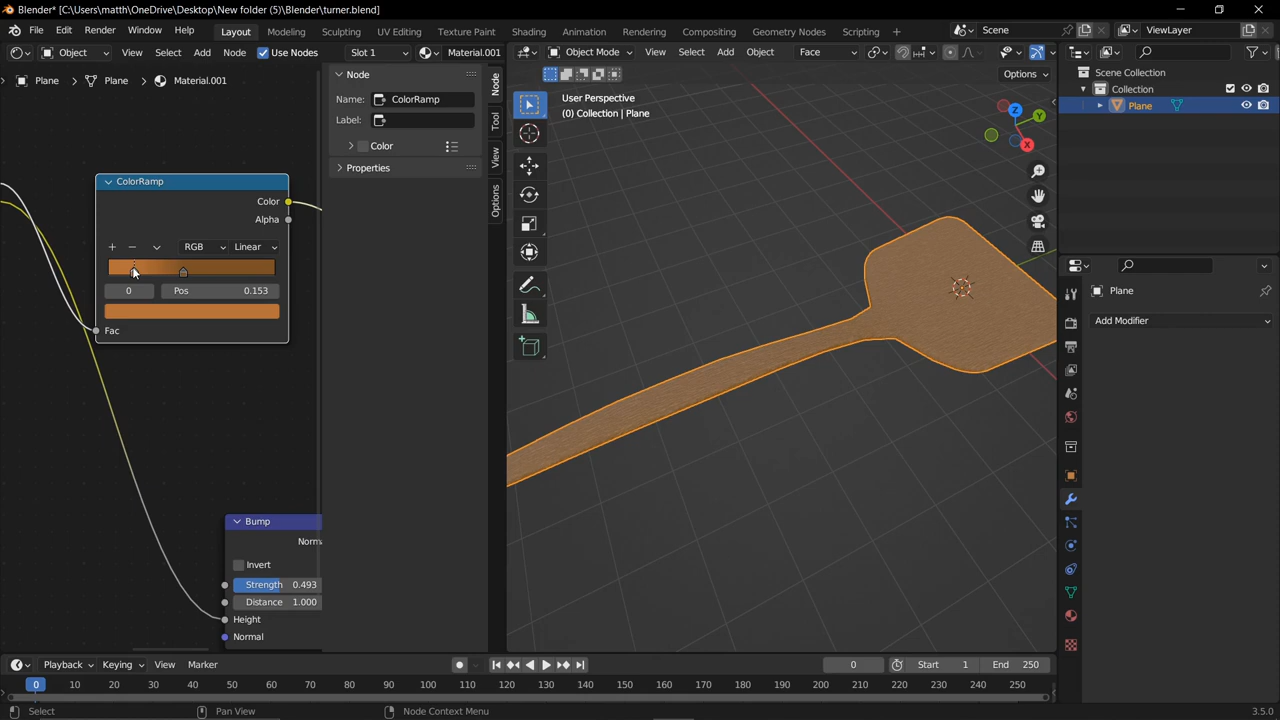 Blender* [C:\Users\matth\OneDrive\Desktop\New folder (5)\Blender\turner.blend]
File Edit Render Window Help Layout Modeling Sculpting UV Editing Texture Paint Shading Animation Rendering Compositing Geometry Nodes Scripting + Scene ViewLayer
Object View Select Add Node Use Nodes Slot 1 Material.001 Object Mode View Select Add Object Face
Plane > Plane > Material.001
Options
Node
Name: ColorRamp
Label:
Color
Properties
Node
Tool
View
Options
ColorRamp
Color
Alpha
RGB Linear
0 Pos 0.153
Fac
Bump
Norm
Invert
Strength 0.493
Distance 1.000
Height
Normal
User Perspective
(0) Collection | Plane
Z
Y
X
Scene Collection
Collection
Plane
Plane
Add Modifier
Playback Keying View Marker 0 Start 1 End 250
0 10 20 30 40 50 60 70 80 90 100 110 120 130 140 150 160 170 180 190 200 210 220 230 240 250
Select Pan View Node Context Menu 3.5.0